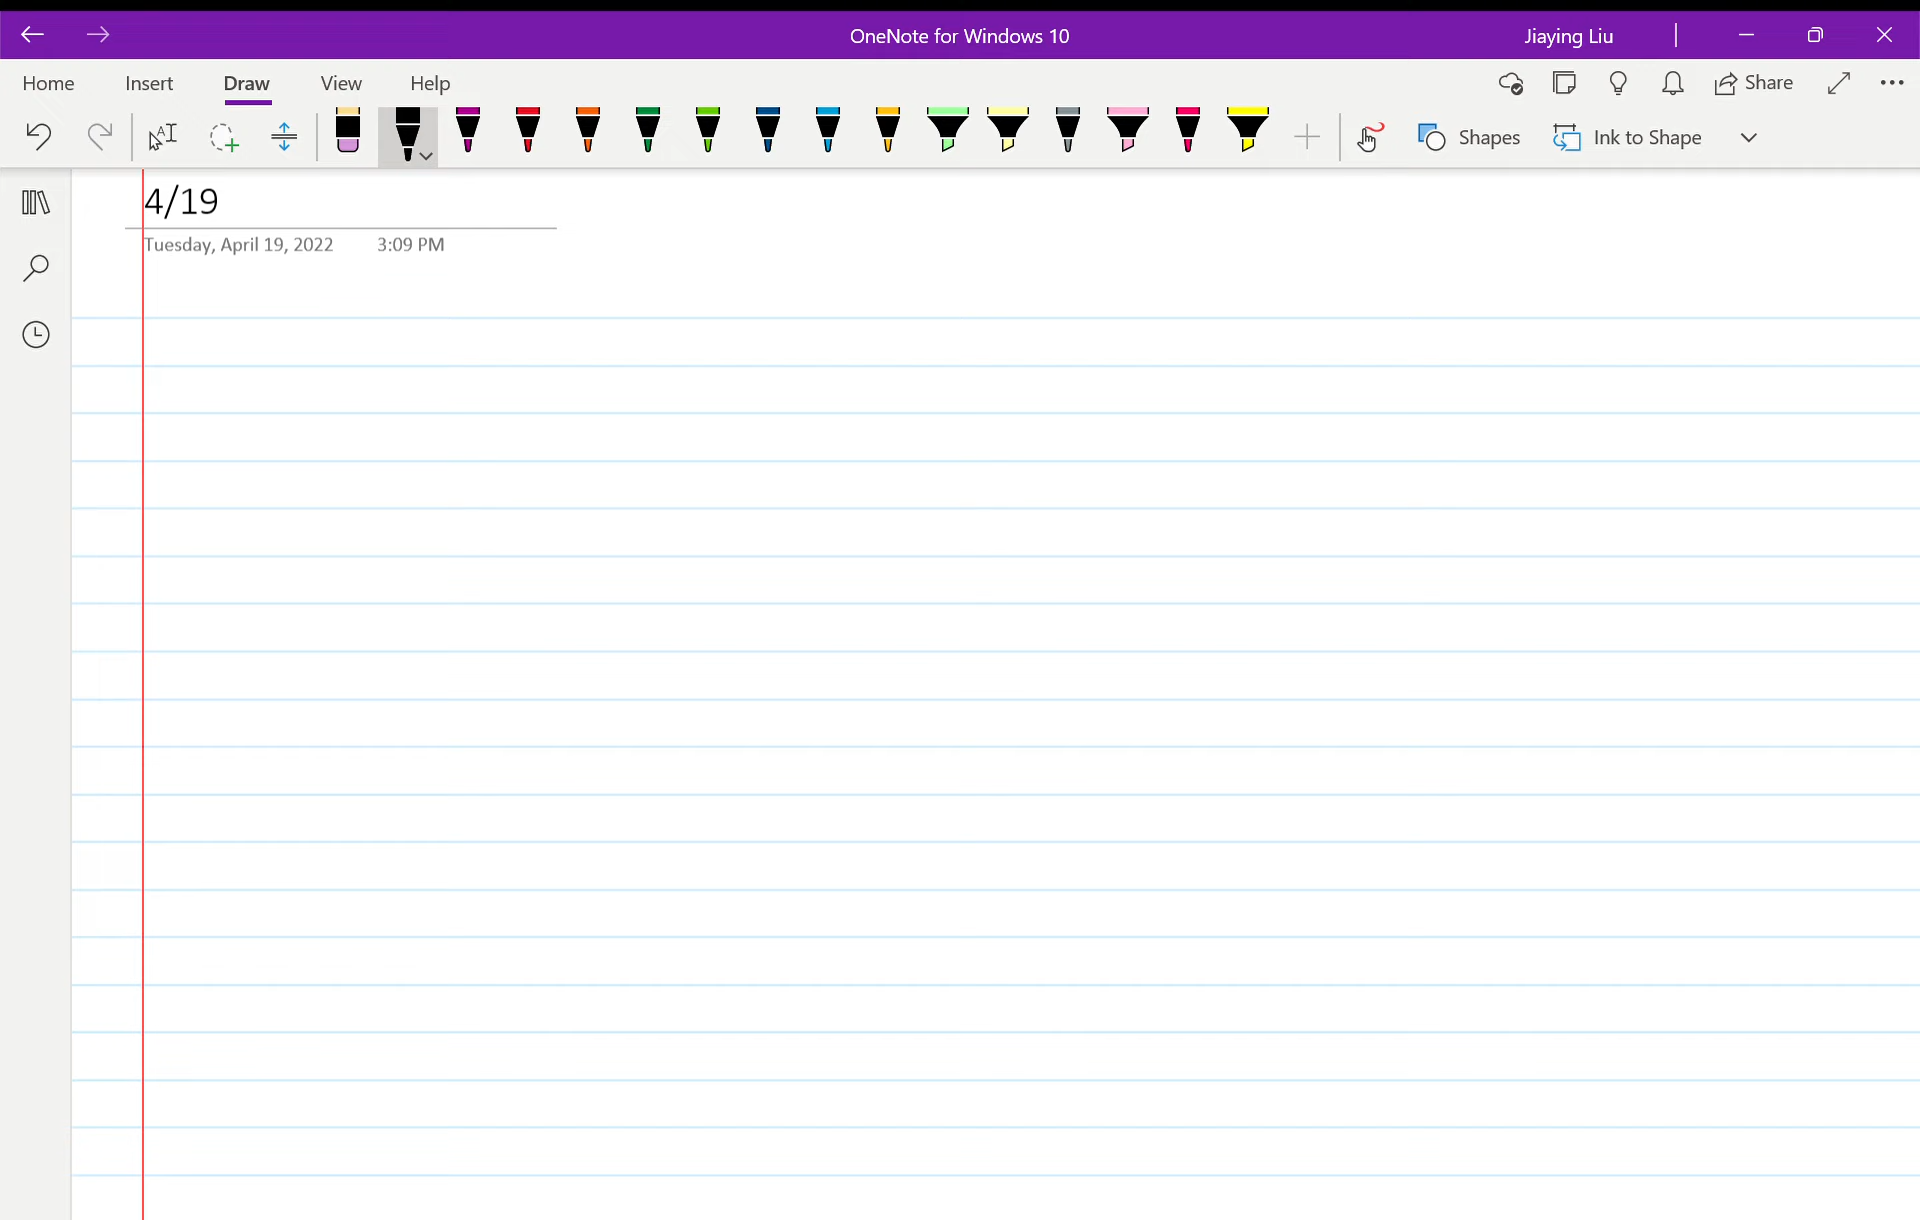 OneNote for Windows 10
Jiaying Liu
Home Insert Draw View Help
Share
Shapes
Ink to Shape
4/19
Tuesday, April 19, 2022 3:09 PM